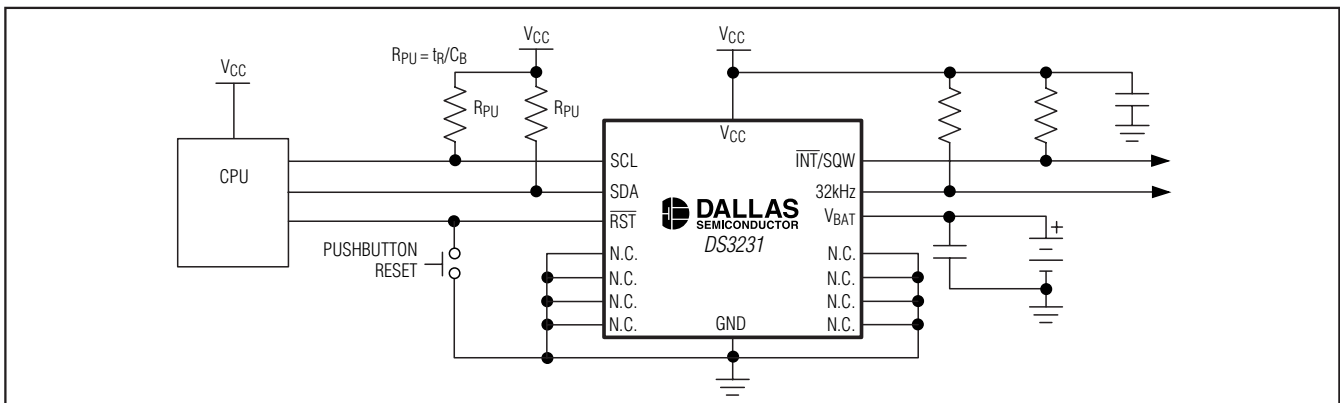 VCC
RPU = tR/CB
VCC
VCC
RPU
RPU
VCC
CPU
SCL
SDA
RST
INT/SQW
32kHz
VBAT
+
DALLAS
SEMICONDUCTOR
DS3231
PUSHBUTTON
RESET
N.C.
N.C.
N.C.
N.C.
GND
N.C.
N.C.
N.C.
N.C.